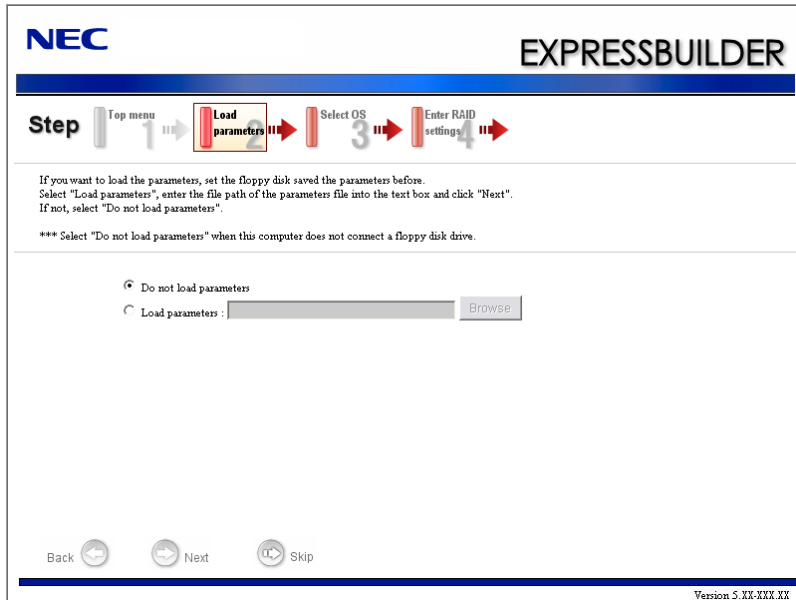 NEC
EXPRESSBUILDER
Step
Top menu
1
Load
parameters
2
Select OS
3
Enter RAID
settings
4
If you want to load the parameters, set the floppy disk saved the parameters before.
Select "Load parameters", enter the file path of the parameters file into the text box and click "Next".
If not, select "Do not load parameters".
*** Select "Do not load parameters" when this computer does not connect a floppy disk drive.
Do not load parameters
Load parameters :
Browse
Back
Next
Skip
Version 5.XX-XXX.XX